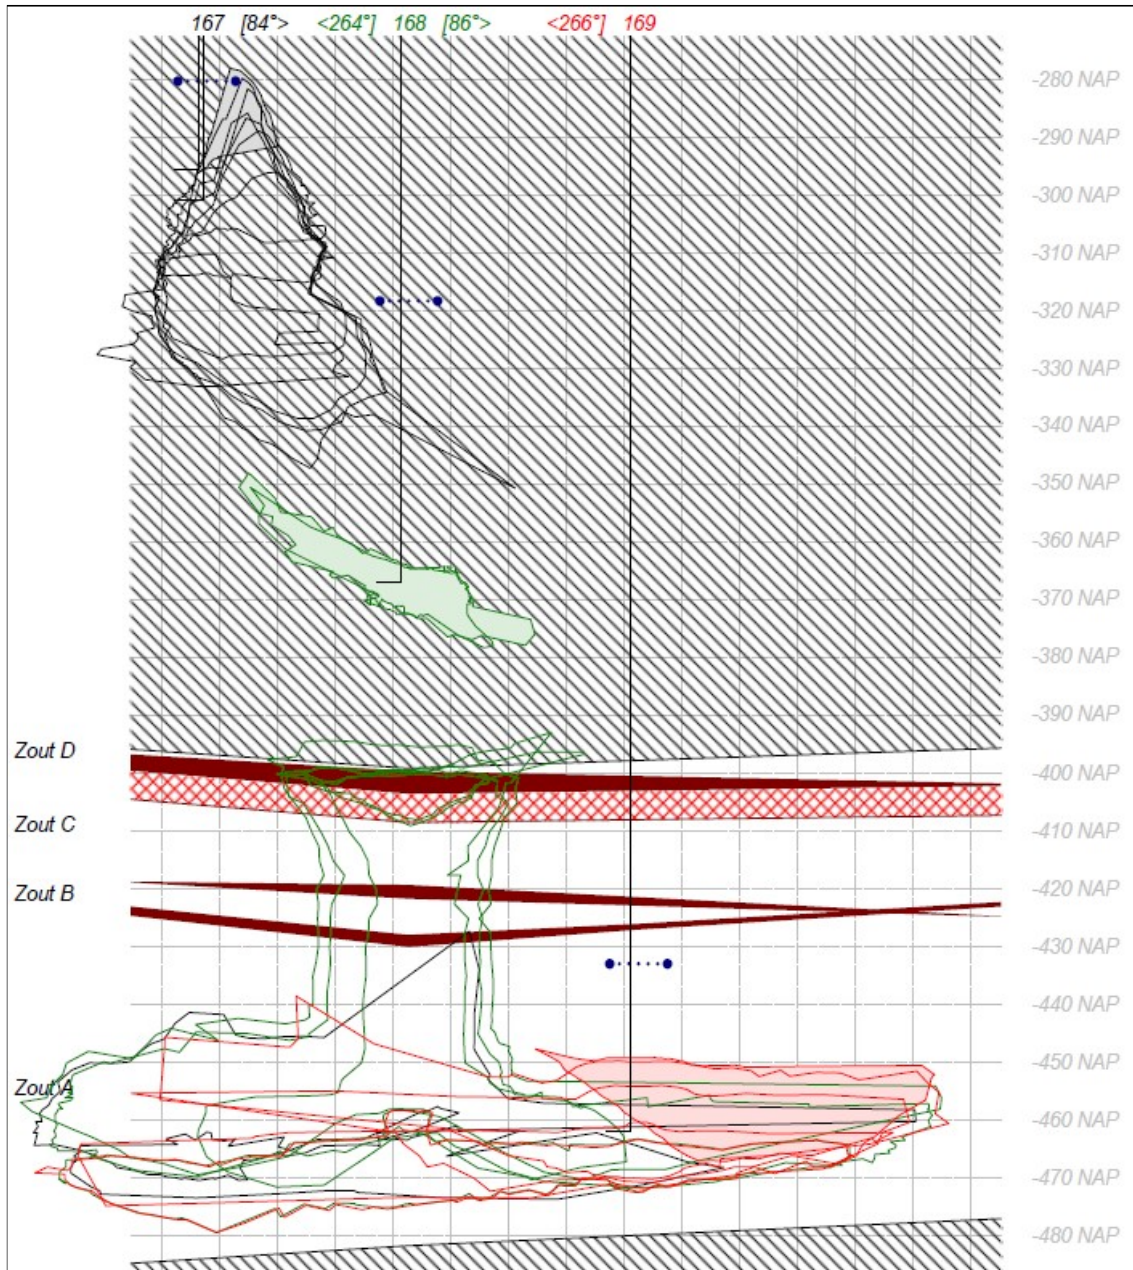 167 [84°> <264°] 168 [86°> <266°] 169
-280 NAP
-290 NAP
-300 NAP
-310 NAP
-320 NAP
-330 NAP
-340 NAP
-350 NAP
-360 NAP
-370 NAP
-380 NAP
-390 NAP
Zout D
-400 NAP
Zout C
-410 NAP
-420 NAP
Zout B
-430 NAP
-440 NAP
-450 NAP
Zout A
-460 NAP
-470 NAP
-480 NAP